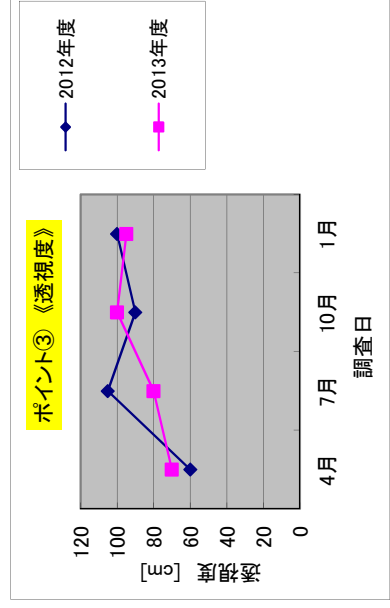 ポイント③ 《透視度》
透視度 [cm]
120
100
80
60
40
20
0
4月
7月
10月
1月
調査日
2012年度
2013年度